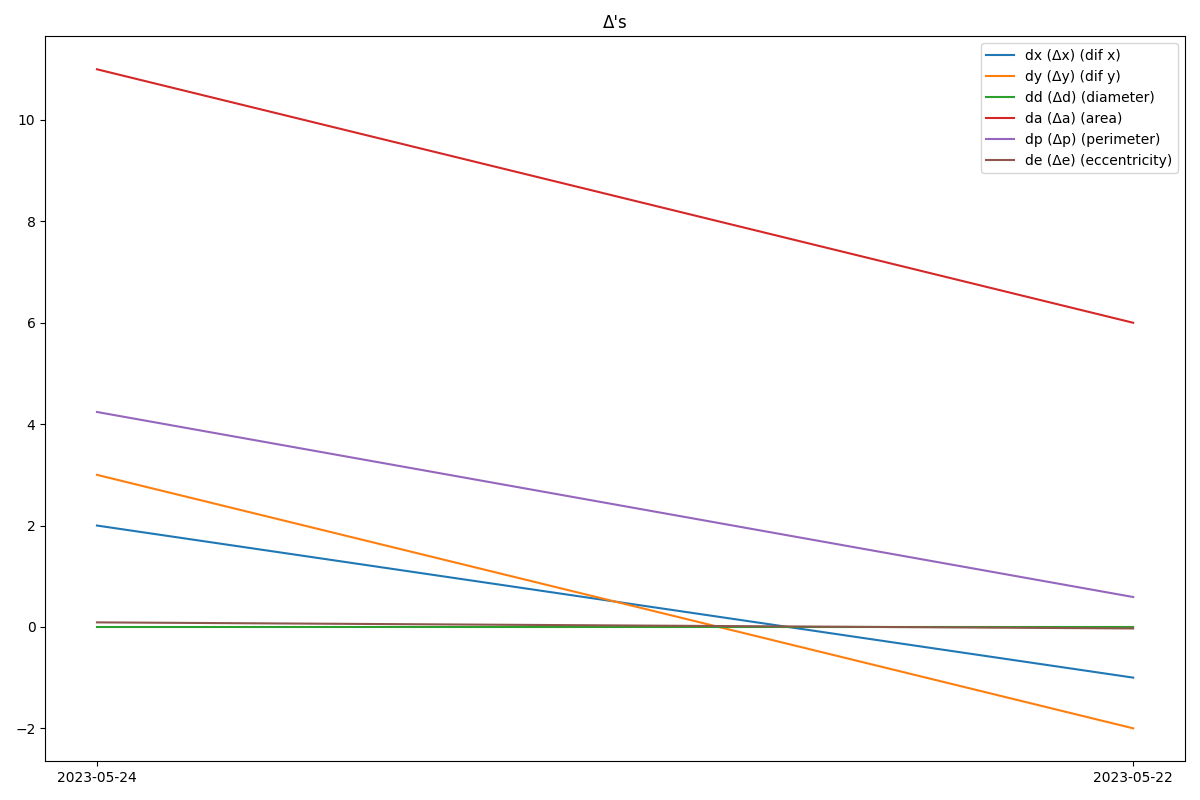 Δ's
dx (Δx) (dif x)
dy (Δy) (dif y)
dd (Δd) (diameter)
da (Δa) (area)
dp (Δp) (perimeter)
de (Δe) (eccentricity)
10
8
6
4
2
0
−2
2023-05-24
2023-05-22